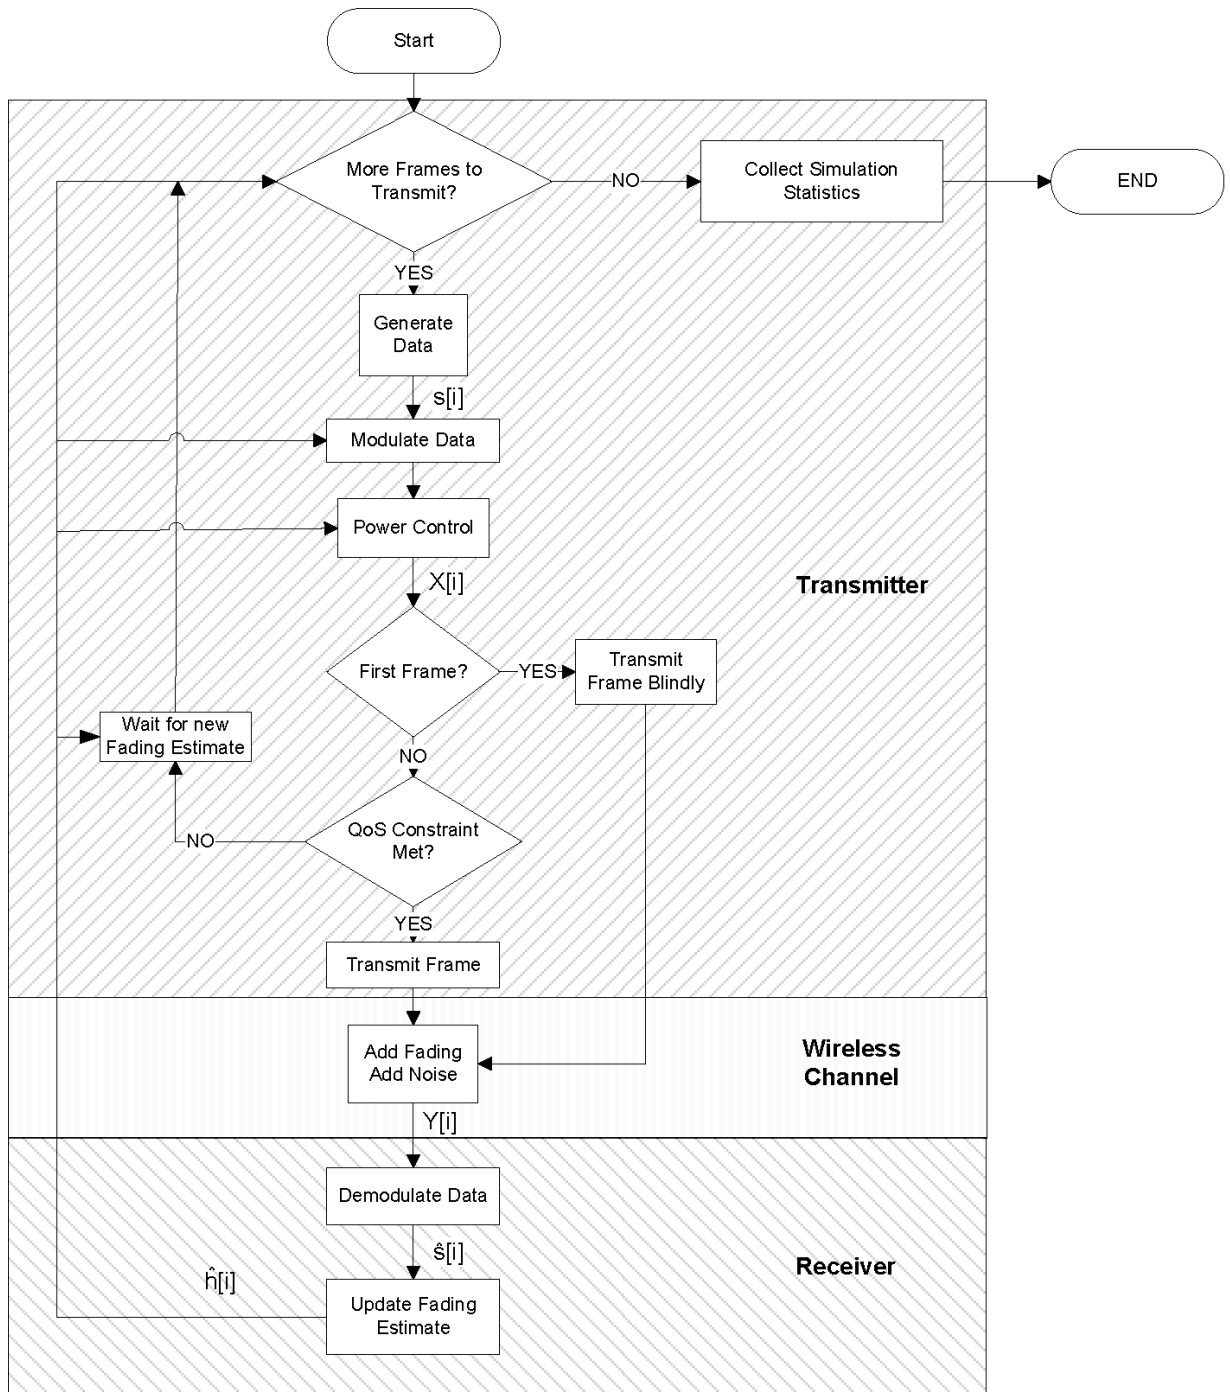 Start
More Frames to
Transmit?
NO
Collect Simulation
Statistics
END
YES
Generate
Data
s[i]
Modulate Data
Power Control
X[i]
Transmitter
First Frame?
YES
Transmit
Frame Blindly
Wait for new
Fading Estimate
NO
QoS Constraint
Met?
NO
YES
Transmit Frame
Add Fading
Add Noise
Wireless
Channel
Y[i]
Demodulate Data
ŝ[i]
Receiver
ĥ[i]
Update Fading
Estimate